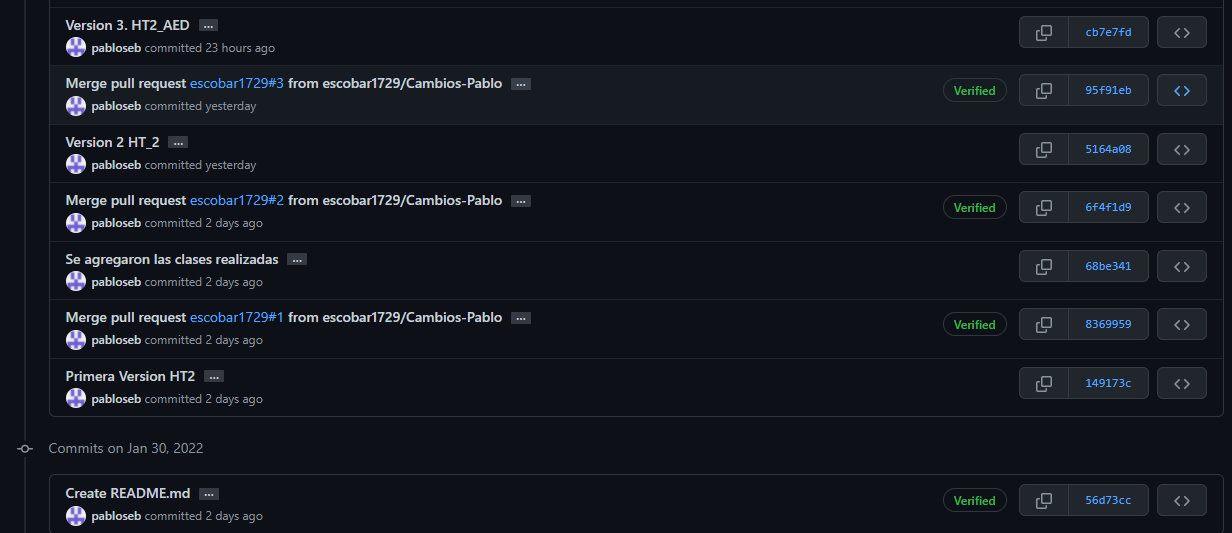 Version 3. HT2_AED ...
pabloseb committed 23 hours ago
cb7e7fd
Merge pull request escobar1729#3 from escobar1729/Cambios-Pablo ...
pabloseb committed yesterday
Verified
95f91eb
Version 2 HT_2 ...
pabloseb committed yesterday
5164a08
Merge pull request escobar1729#2 from escobar1729/Cambios-Pablo ...
pabloseb committed 2 days ago
Verified
6f4f1d9
Se agregaron las clases realizadas ...
pabloseb committed 2 days ago
68be341
Merge pull request escobar1729#1 from escobar1729/Cambios-Pablo ...
pabloseb committed 2 days ago
Verified
8369959
Primera Version HT2 ...
pabloseb committed 2 days ago
149173c
Commits on Jan 30, 2022
Create README.md ...
pabloseb committed 2 days ago
Verified
56d73cc